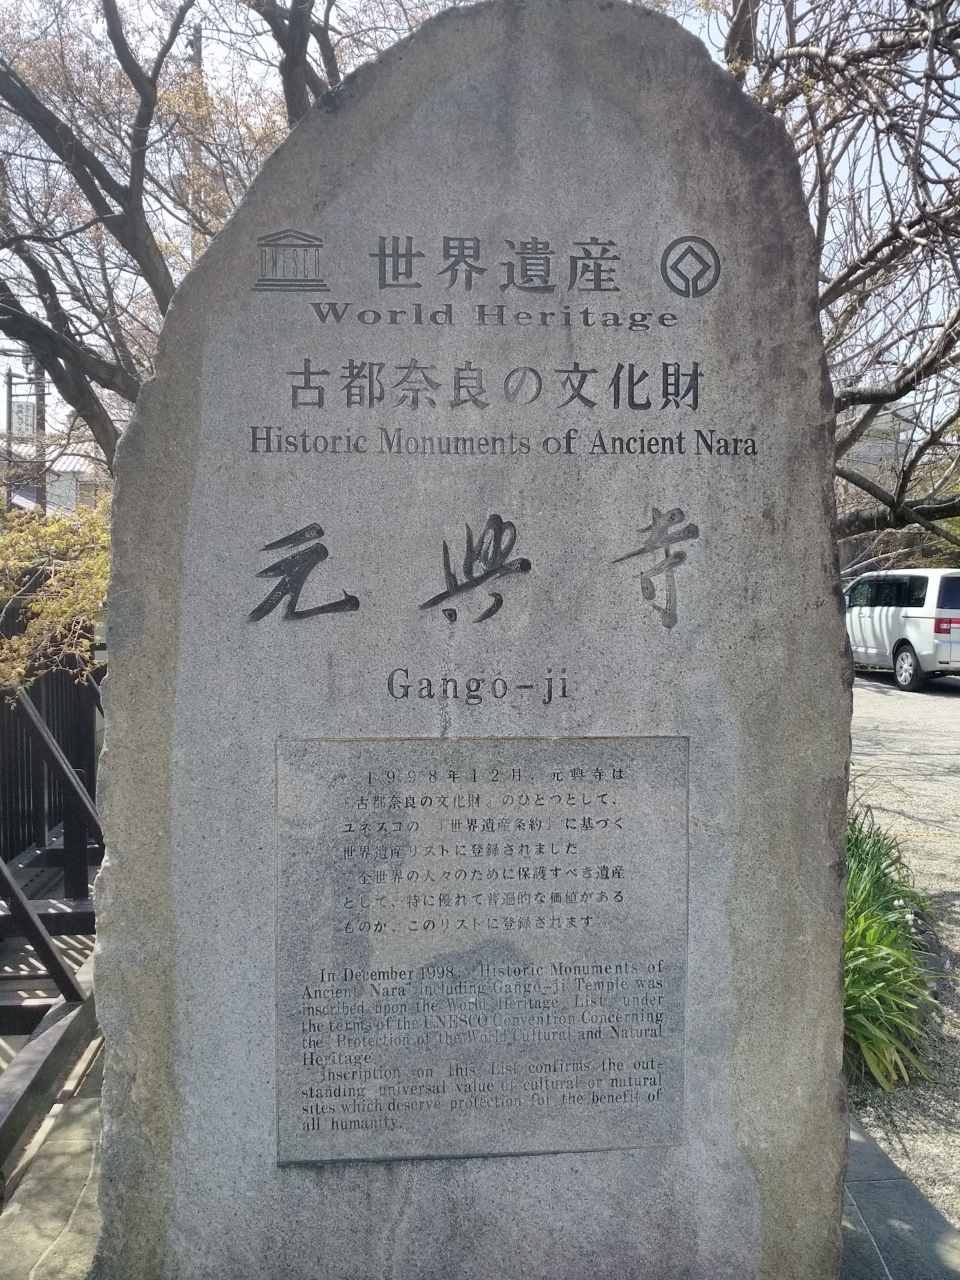 UNESCO
世界遺産
World Heritage
古都奈良の文化財
Historic Monuments of Ancient Nara
元興寺
Gangō-ji
1998年12月、元興寺は
「古都奈良の文化財」のひとつとして、
ユネスコの「世界遺産条約」に基づく
世界遺産リストに登録されました
全世界の人々のために保護すべき遺産
として、特に優れて普遍的な価値がある
ものが、このリストに登録されます
In December 1998, Historic Monuments of
Ancient Nara including Gangō-ji Temple was
inscribed upon the World Heritage List under
the terms of the UNESCO Convention Concerning
the Protection of the World Cultural and Natural
Heritage.
Inscription on this List confirms the out-
standing universal value of cultural or natural
sites which deserve protection for the benefit of
all humanity.